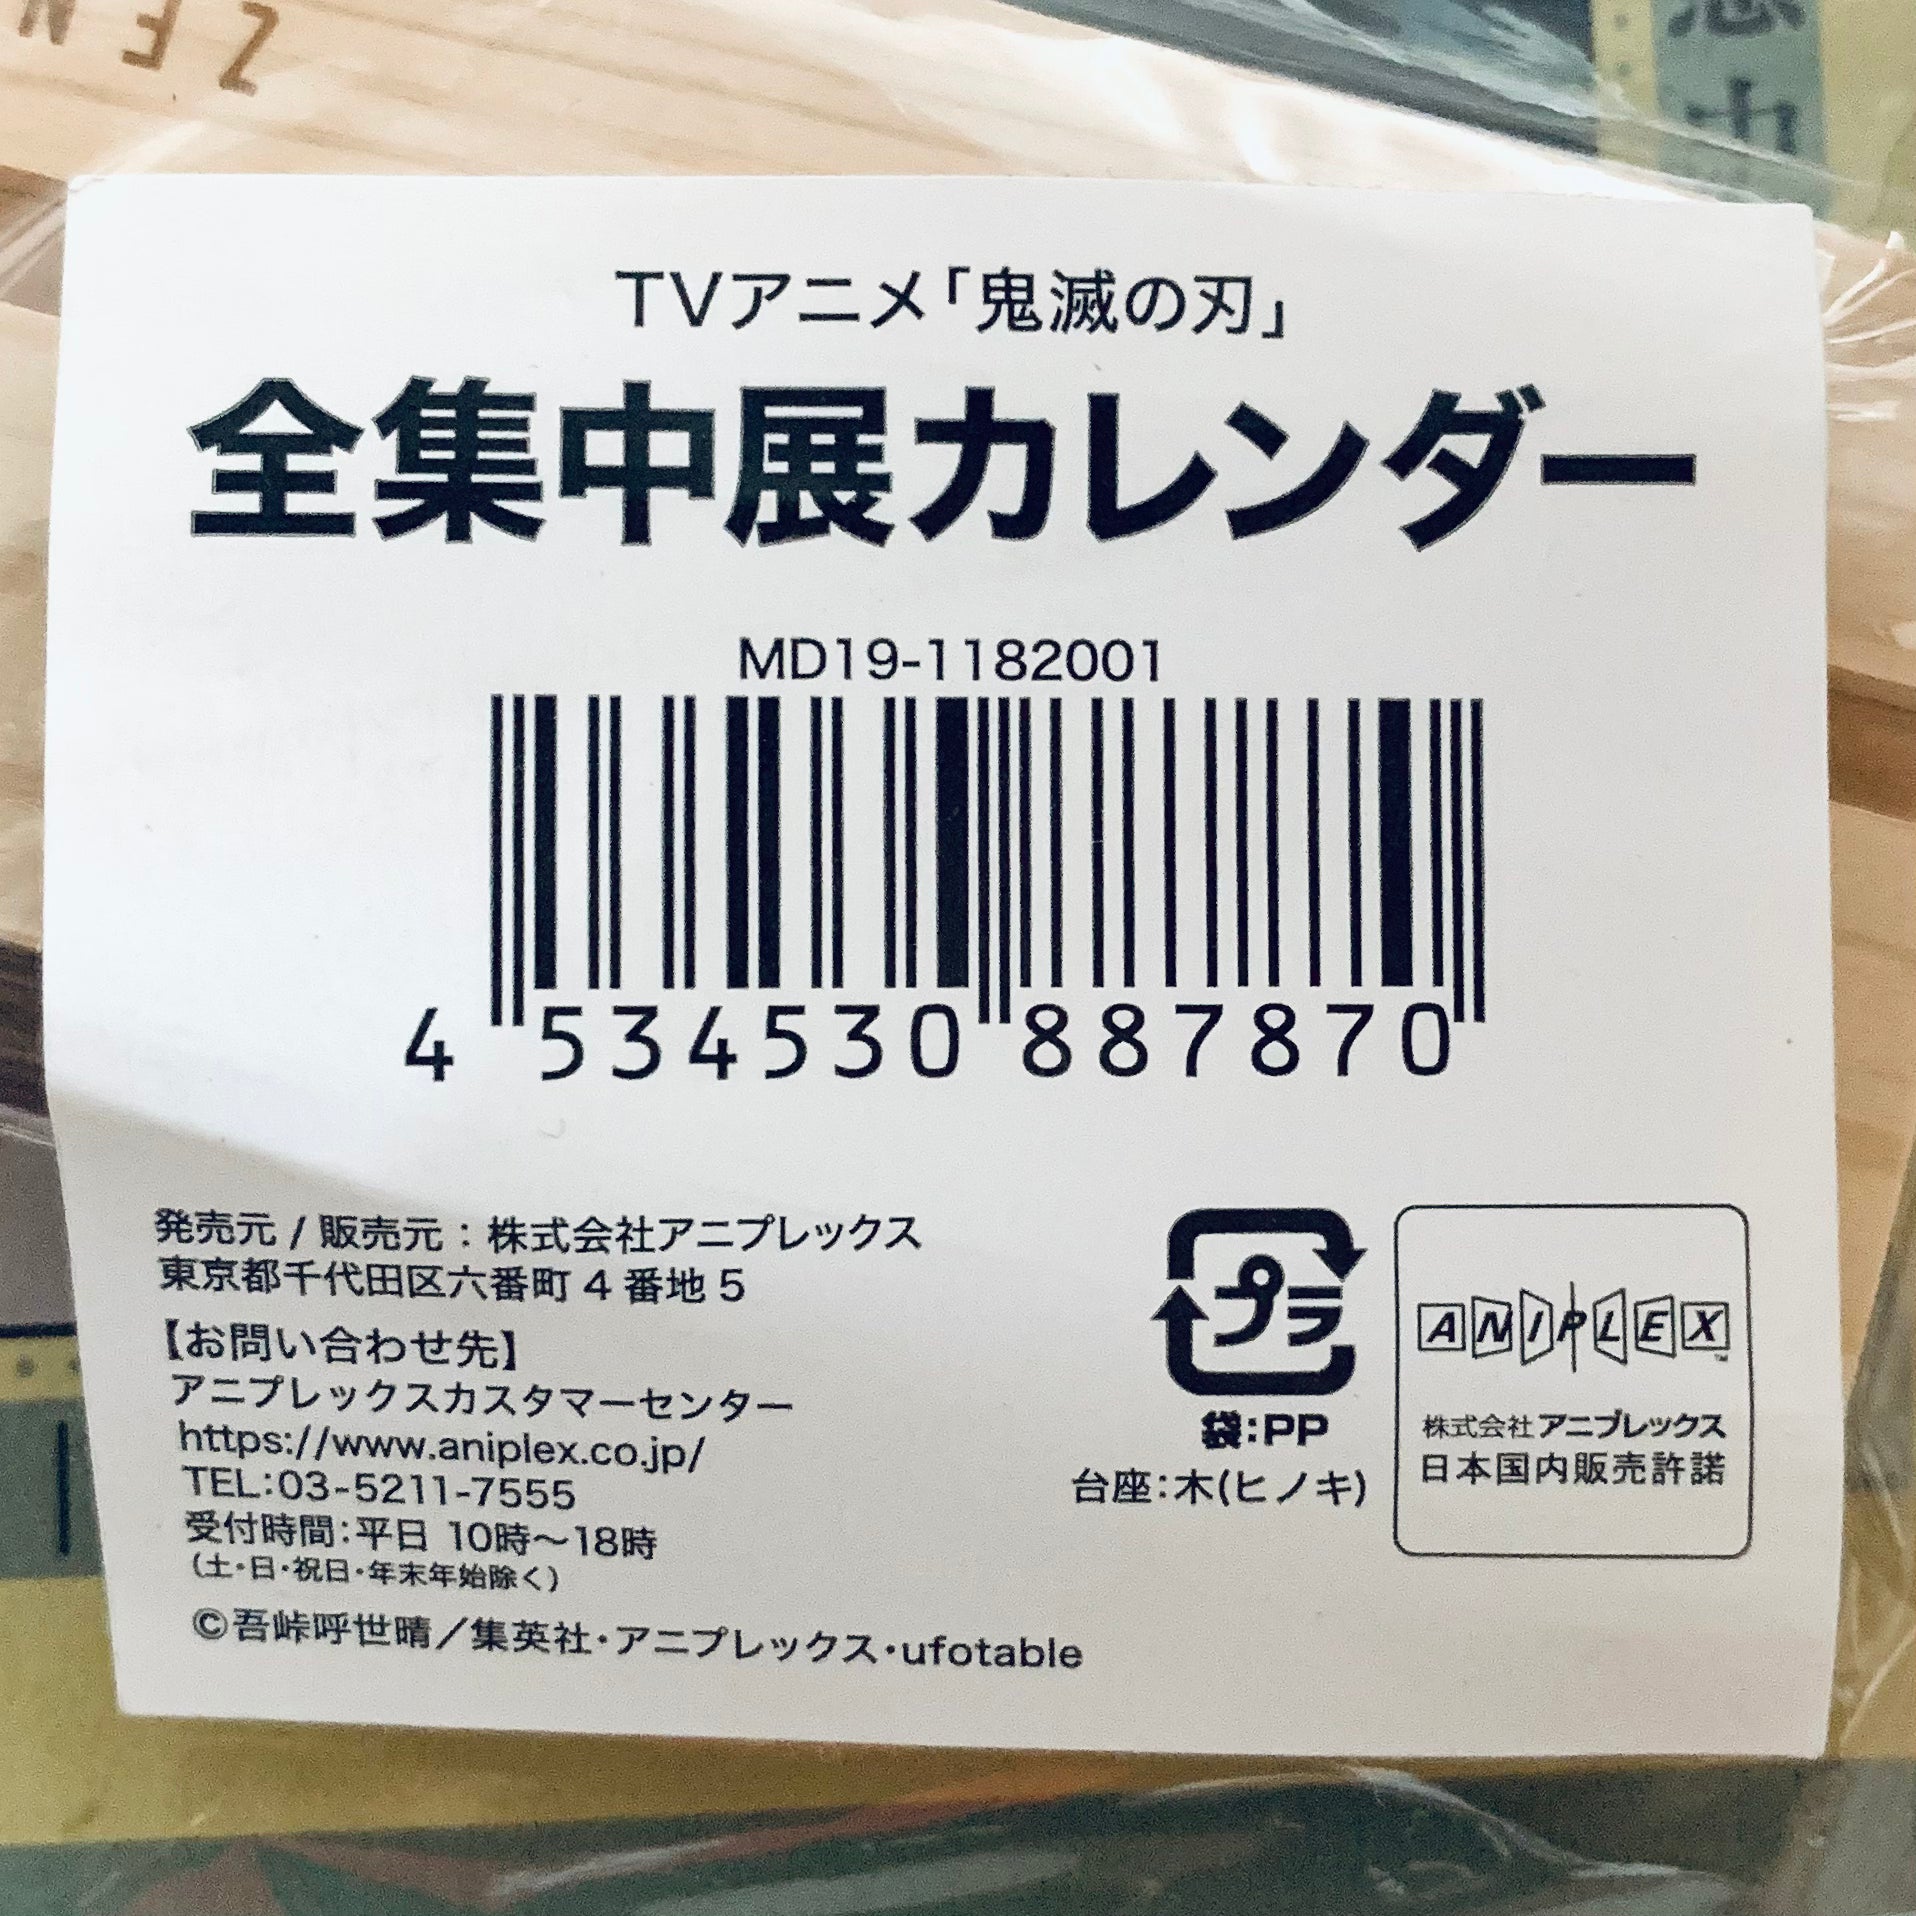 TVアニメ「鬼滅の刃」
全集中展カレンダー
MD19-1182001
4 534530 887870
発売元 / 販売元 : 株式会社アニプレックス
東京都千代田区六番町 4 番地 5
【お問い合わせ先】
アニプレックスカスタマーセンター
https://www.aniplex.co.jp/
TEL:03-5211-7555
受付時間:平日 10時～18時
(土・日・祝日・年末年始除く)
©吾峠呼世晴／集英社・アニプレックス・ufotable
プラ
袋:PP
台座:木(ヒノキ)
ANIPLEX
株式会社アニプレックス
日本国内販売許諾
中